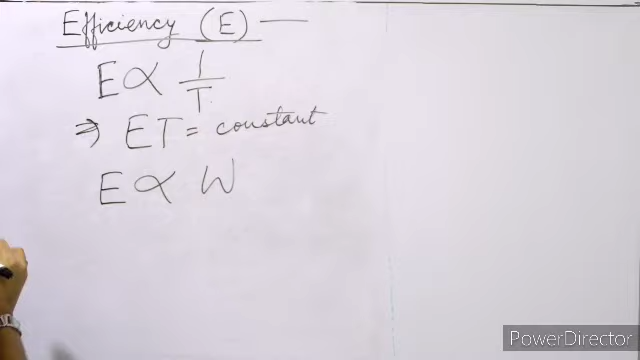 Efficiency (E) —
E ∝ 1/T
⇒ ET = constant
E ∝ W
PowerDirector